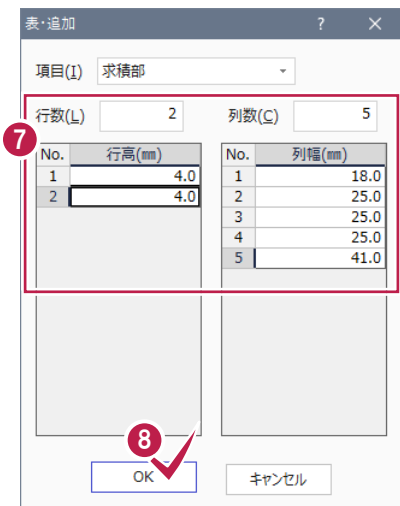 表・追加 ? ×
項目(I) 求積部
行数(L) 2 列数(C) 5
7
No. 行高(㎜) No. 列幅(㎜)
1 4.0 1 18.0
2 4.0 2 25.0
3 25.0
4 25.0
5 41.0
8
OK キャンセル